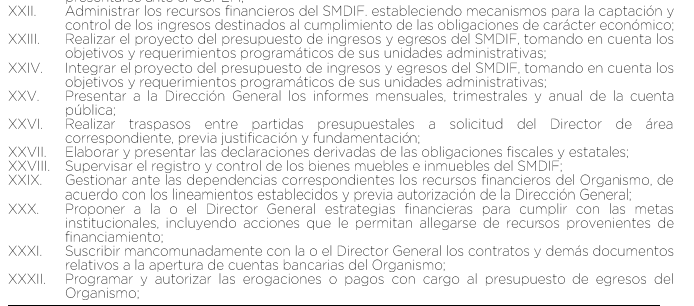 XXII. Administrar los recursos financieros del SMDIF, estableciendo mecanismos para la captación y
control de los ingresos destinados al cumplimiento de las obligaciones de carácter económico;
XXIII. Realizar el proyecto del presupuesto de ingresos y egresos del SMDIF, tomando en cuenta los
objetivos y requerimientos programáticos de sus unidades administrativas;
XXIV. Integrar el proyecto del presupuesto de ingresos y egresos del SMDIF, tomando en cuenta los
objetivos y requerimientos programáticos de sus unidades administrativas;
XXV. Presentar a la Dirección General los informes mensuales, trimestrales y anual de la cuenta
pública;
XXVI. Realizar traspasos entre partidas presupuestales a solicitud del Director de área
correspondiente, previa justificación y fundamentación;
XXVII. Elaborar y presentar las declaraciones derivadas de las obligaciones fiscales y estatales;
XXVIII. Supervisar el registro y control de los bienes muebles e inmuebles del SMDIF;
XXIX. Gestionar ante las dependencias correspondientes los recursos financieros del Organismo, de
acuerdo con los lineamientos establecidos y previa autorización de la Dirección General;
XXX. Proponer a la o el Director General estrategias financieras para cumplir con las metas
institucionales, incluyendo acciones que le permitan allegarse de recursos provenientes de
financiamiento;
XXXI. Suscribir mancomunadamente con la o el Director General los contratos y demás documentos
relativos a la apertura de cuentas bancarias del Organismo;
XXXII. Programar y autorizar las erogaciones o pagos con cargo al presupuesto de egresos del
Organismo;